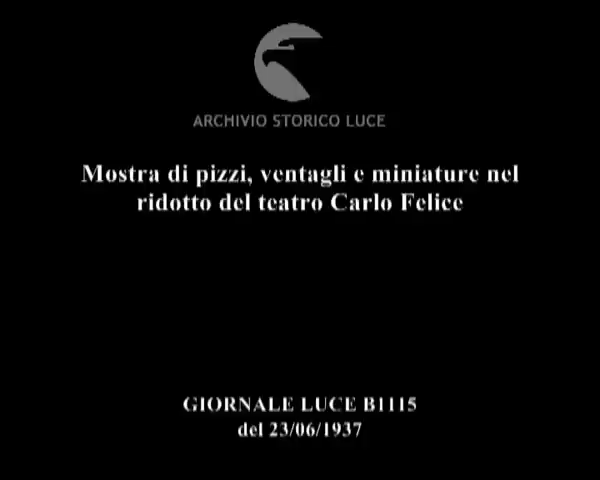 ARCHIVIO STORICO LUCE
Mostra di pizzi, ventagli e miniature nel
ridotto del teatro Carlo Felice
GIORNALE LUCE B1115
del 23/06/1937